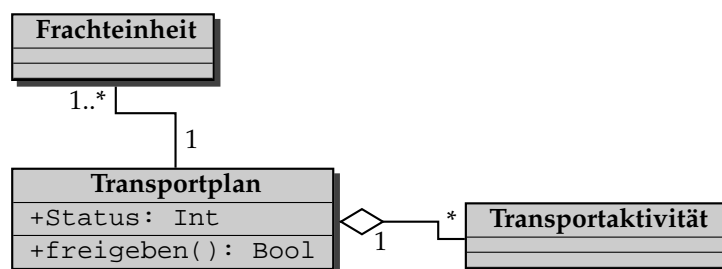 Frachteinheit
1..*
1
Transportplan
+Status: Int
+freigeben(): Bool
1
*
Transportaktivität